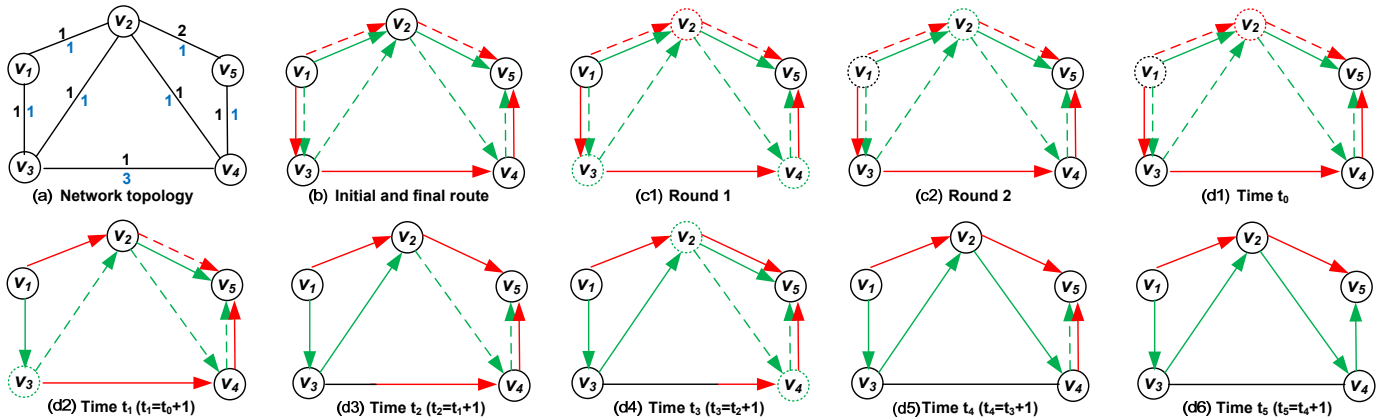 v2
1
1
2
1
v1
v5
1
1
1
1
1
1
1
1
v3
1
3
v4
(a) Network topology
v2
v1
v5
v3
v4
(b) Initial and final route
v2
v1
v5
v3
v4
(c1) Round 1
v2
v1
v5
v3
v4
(c2) Round 2
v2
v1
v5
v3
v4
(d1) Time t0
v2
v1
v5
v3
v4
(d2) Time t1 (t1=t0+1)
v2
v1
v5
v3
v4
(d3) Time t2 (t2=t1+1)
v2
v1
v5
v3
v4
(d4) Time t3 (t3=t2+1)
v2
v1
v5
v3
v4
(d5) Time t4 (t4=t3+1)
v2
v1
v5
v3
v4
(d6) Time t5 (t5=t4+1)